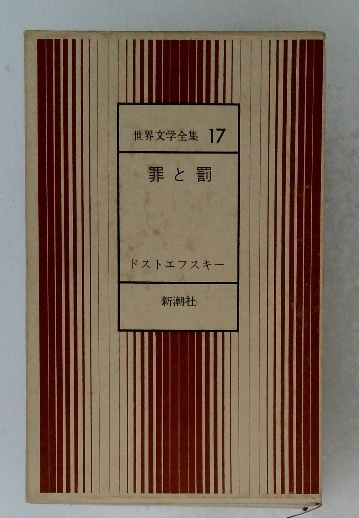 世界文学全集 17
罪と罰
ドストエフスキー
新潮社